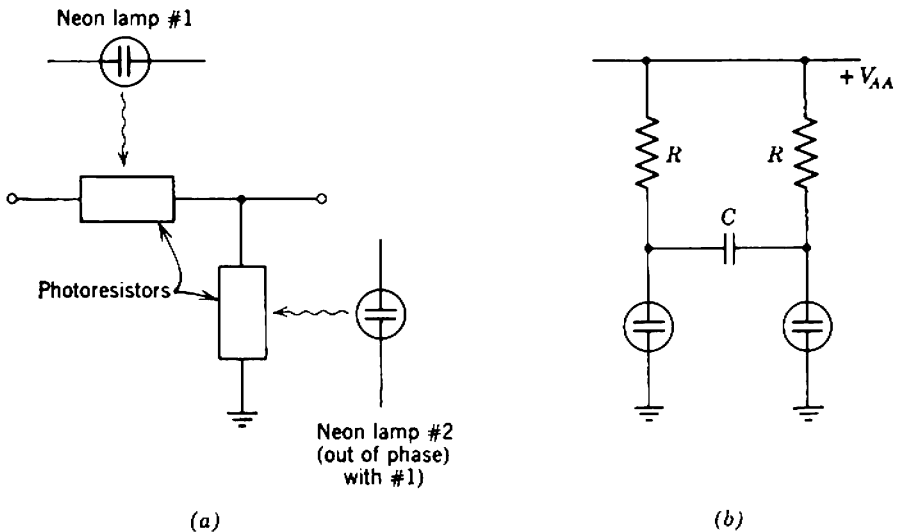 Neon lamp #1
+ V_AA
R
R
C
Photoresistors
Neon lamp #2
(out of phase)
with #1)
(a)
(b)